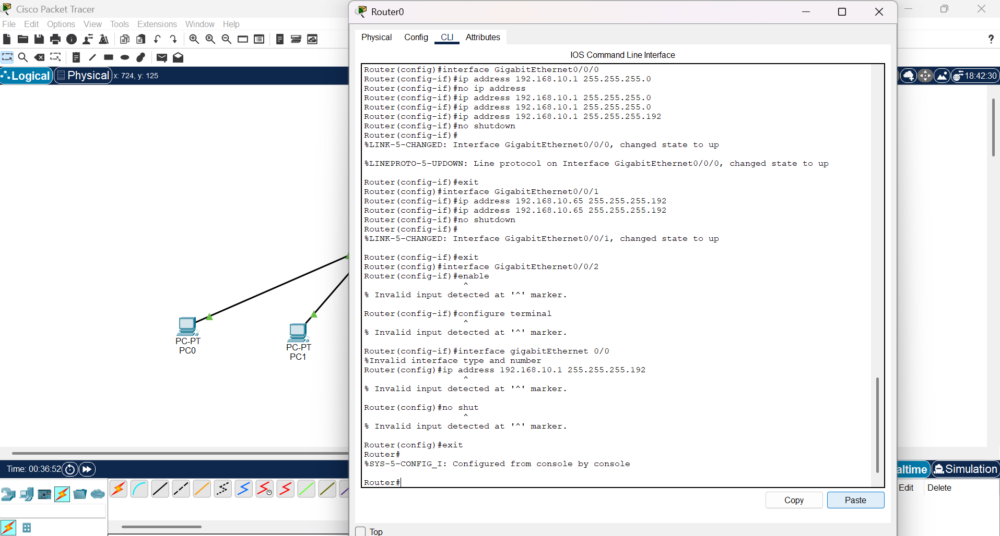 Cisco Packet Tracer
File Edit Options View Tools Extensions Window Help
Logical Physical x: 724, y: 125
PC-PT
PC0
PC-PT
PC1
Time: 00:36:52
Router0
Physical Config CLI Attributes
IOS Command Line Interface
Router(config)#interface GigabitEthernet0/0/0
Router(config-if)#ip address 192.168.10.1 255.255.255.0
Router(config-if)#no ip address
Router(config-if)#ip address 192.168.10.1 255.255.255.0
Router(config-if)#ip address 192.168.10.1 255.255.255.0
Router(config-if)#ip address 192.168.10.1 255.255.255.192
Router(config-if)#no shutdown
Router(config-if)#
%LINK-5-CHANGED: Interface GigabitEthernet0/0/0, changed state to up
%LINEPROTO-5-UPDOWN: Line protocol on Interface GigabitEthernet0/0/0, changed state to up
Router(config-if)#exit
Router(config)#interface GigabitEthernet0/0/1
Router(config-if)#ip address 192.168.10.65 255.255.255.192
Router(config-if)#ip address 192.168.10.65 255.255.255.192
Router(config-if)#no shutdown
Router(config-if)#
%LINK-5-CHANGED: Interface GigabitEthernet0/0/1, changed state to up
Router(config-if)#exit
Router(config)#interface GigabitEthernet0/0/2
Router(config-if)#enable
^
% Invalid input detected at '^' marker.
Router(config-if)#configure terminal
^
% Invalid input detected at '^' marker.
Router(config-if)#interface gigabitEthernet 0/0
%Invalid interface type and number
Router(config)#ip address 192.168.10.1 255.255.255.192
^
% Invalid input detected at '^' marker.
Router(config)#no shut
^
% Invalid input detected at '^' marker.
Router(config)#exit
Router#
%SYS-5-CONFIG_I: Configured from console by console
Router#
Copy Paste
Top
?
18:42:30
altime Simulation
Edit Delete